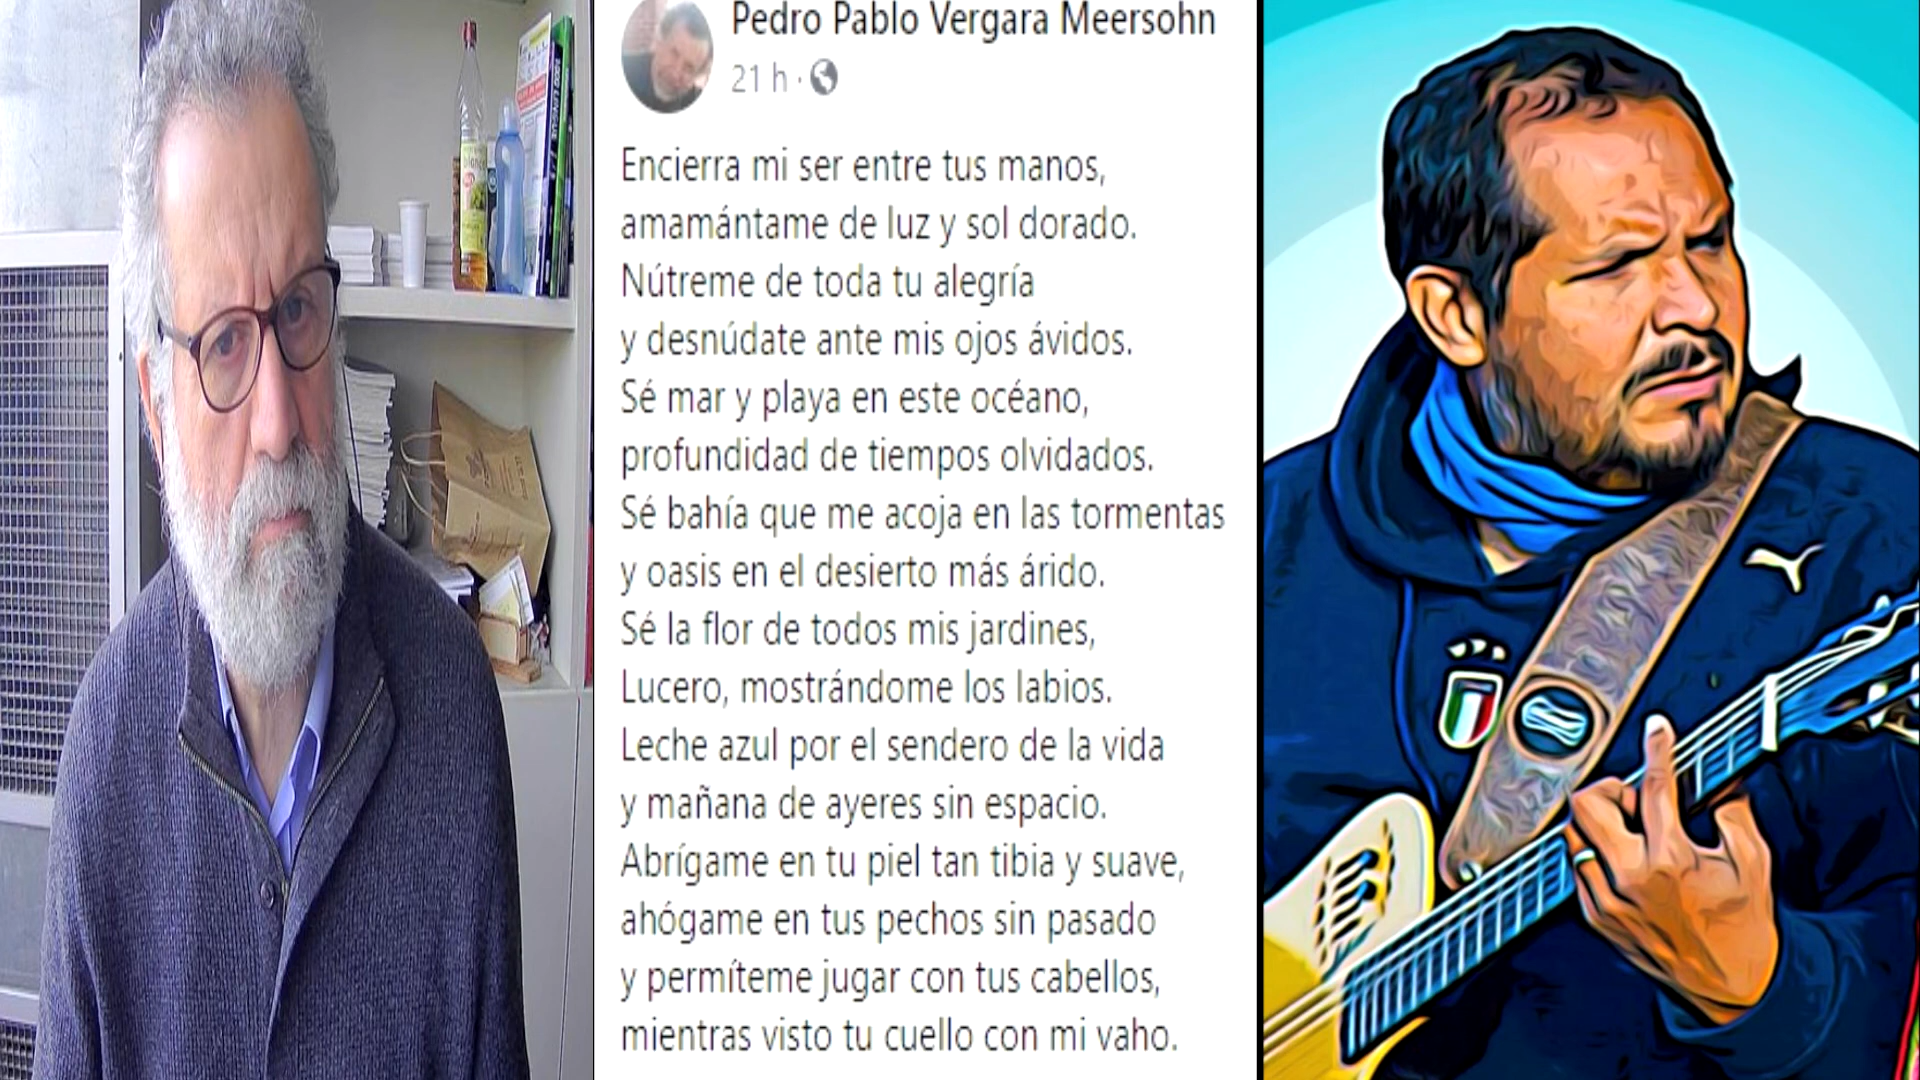 Pedro Pablo Vergara Meersohn
21 h ·
Encierra mi ser entre tus manos,
amamántame de luz y sol dorado.
Nútreme de toda tu alegría
y desnúdate ante mis ojos ávidos.
Sé mar y playa en este océano,
profundidad de tiempos olvidados.
Sé bahía que me acoja en las tormentas
y oasis en el desierto más árido.
Sé la flor de todos mis jardines,
Lucero, mostrándome los labios.
Leche azul por el sendero de la vida
y mañana de ayeres sin espacio.
Abrígame en tu piel tan tibia y suave,
ahógame en tus pechos sin pasado
y permíteme jugar con tus cabellos,
mientras visto tu cuello con mi vaho.